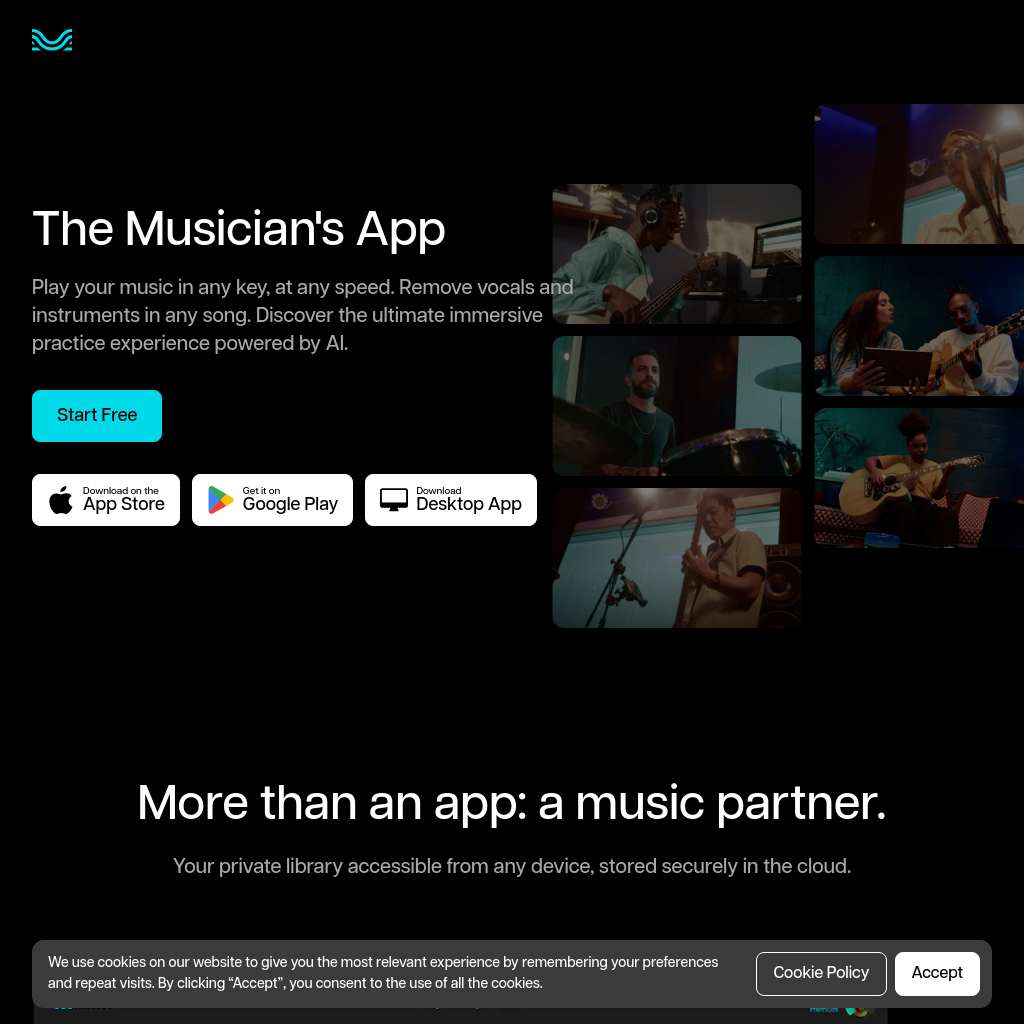 The Musician's App
Play your music in any key, at any speed. Remove vocals and
instruments in any song. Discover the ultimate immersive
practice experience powered by AI.
Start Free
Download on the
App Store
Get it on
Google Play
Download
Desktop App
More than an app: a music partner.
Your private library accessible from any device, stored securely in the cloud.
We use cookies on our website to give you the most relevant experience by remembering your preferences
and repeat visits. By clicking “Accept”, you consent to the use of all the cookies.
Cookie Policy
Accept
Premium